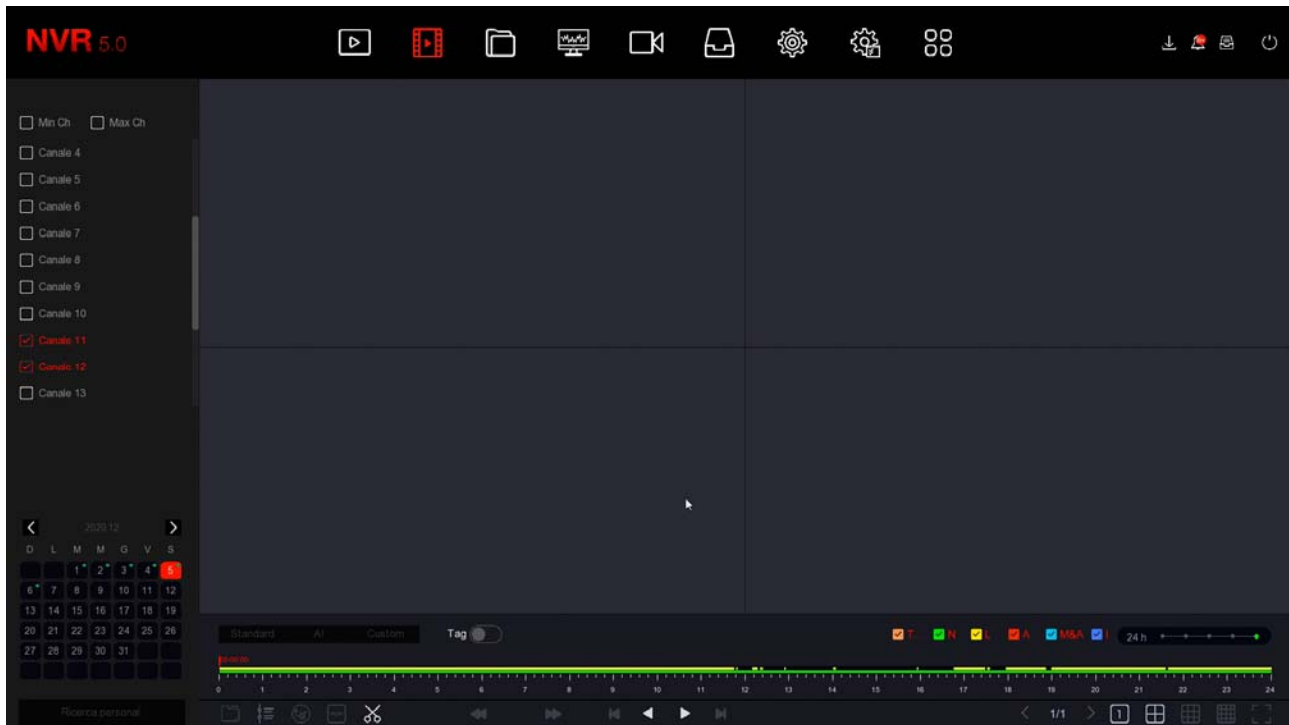 NVR 5.0
Min Ch Max Ch
Canale 4
Canale 5
Canale 6
Canale 7
Canale 8
Canale 9
Canale 10
Canale 11
Canale 12
Canale 13
2020.12
D L M M G V S
1 2 3 4 5
6 7 8 9 10 11 12
13 14 15 16 17 18 19
20 21 22 23 24 25 26
27 28 29 30 31
Ricerca personal
Standard AI Custom Tag T... N L A M&A I 24 h
00:00:00
0 1 2 3 4 5 6 7 8 9 10 11 12 13 14 15 16 17 18 19 20 21 22 23 24
1/1 1